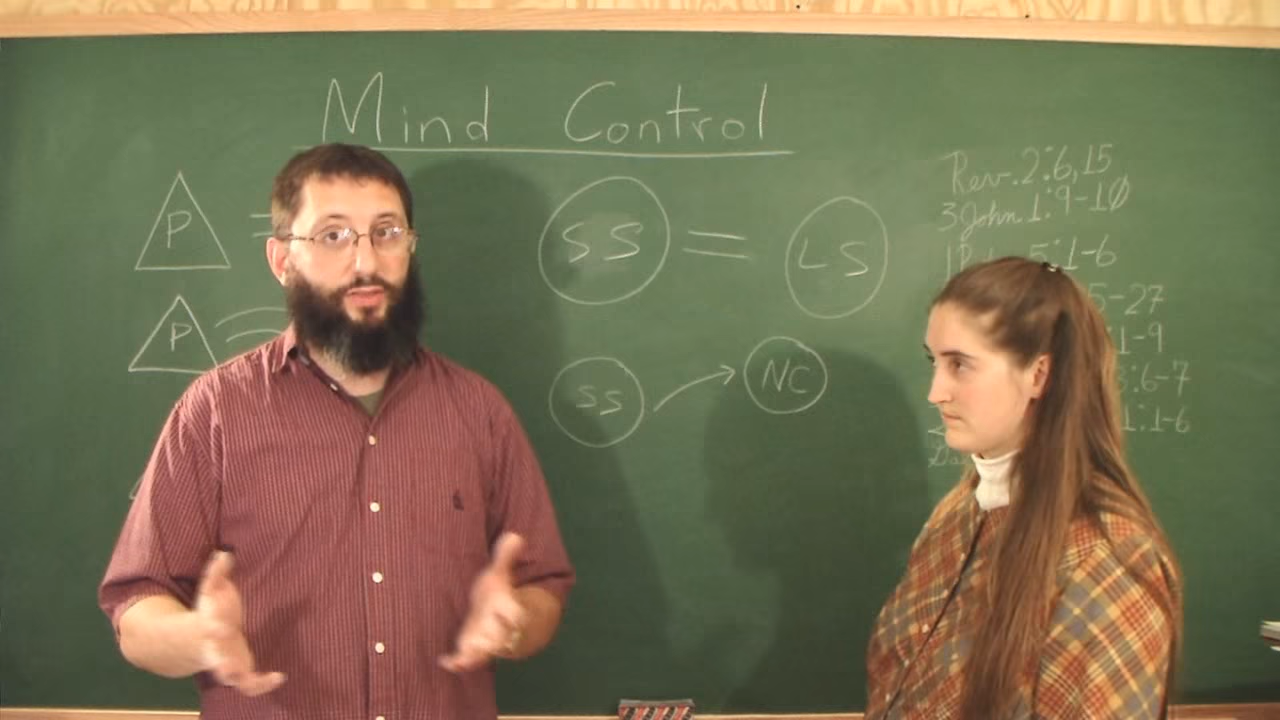 Mind Control
P = SS = LS
P SS NC
Rev. 2:6,15
3John. 1:9-10
5:1-6
5-27
1-9
:6-7
1:1-6